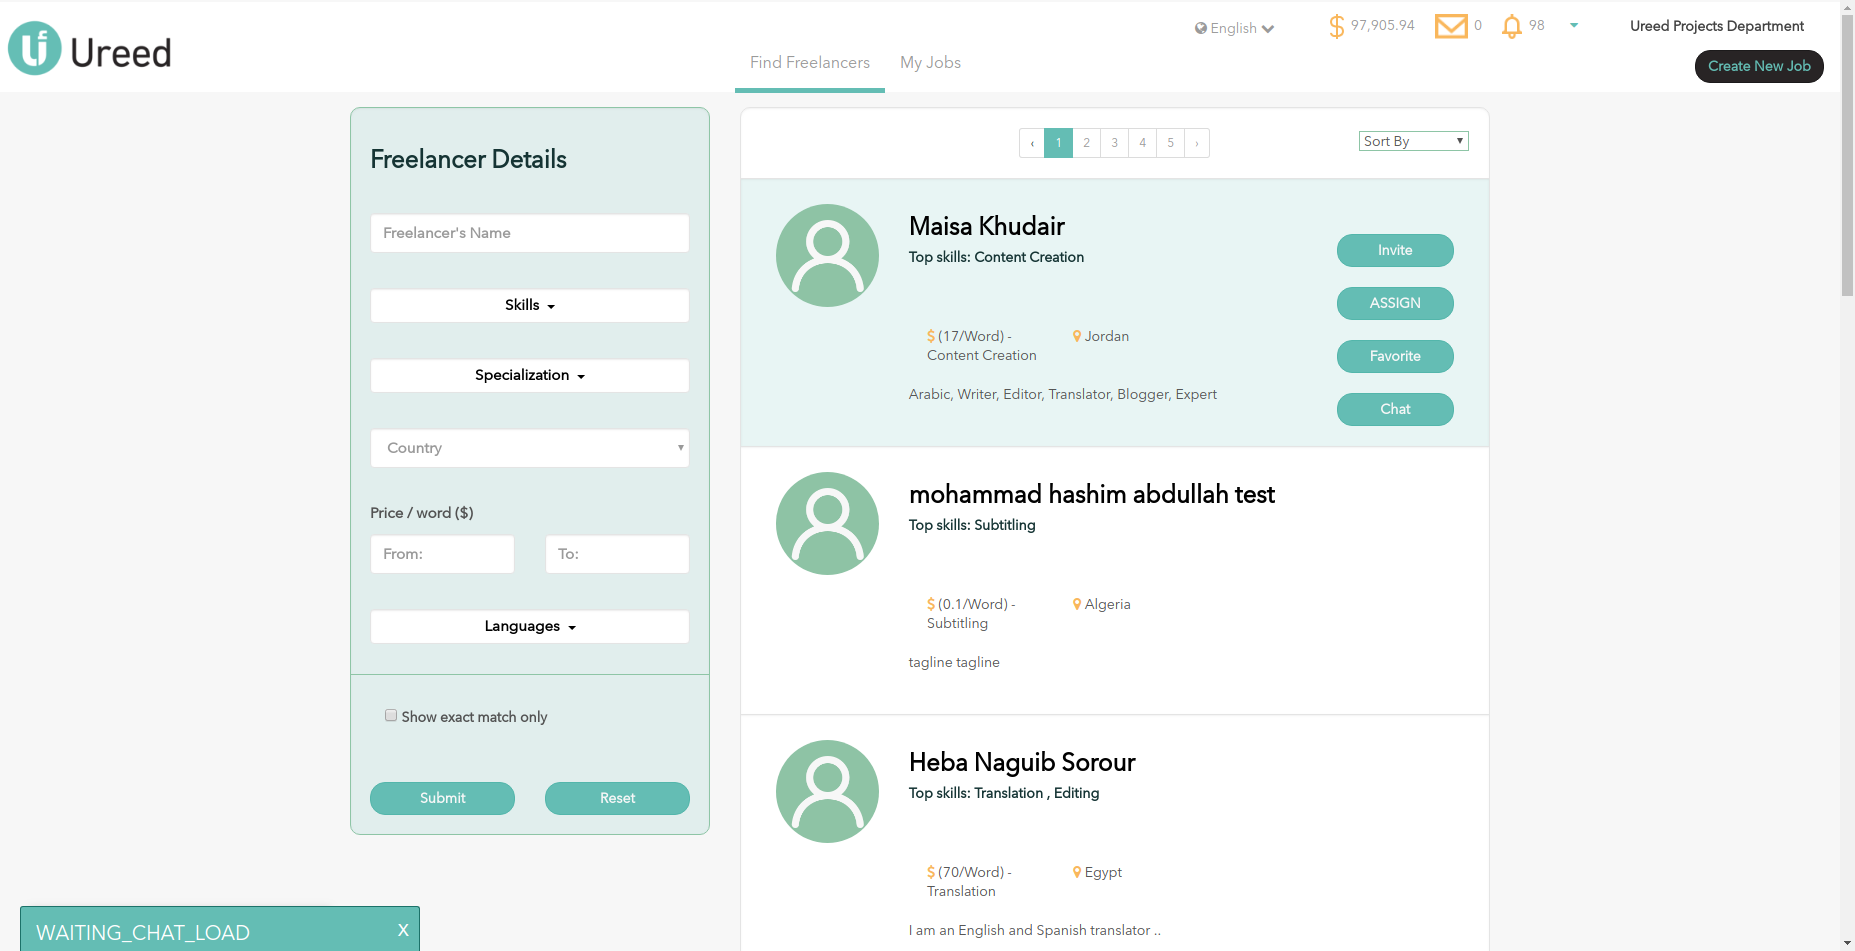 Ureed
English
97,905.94
0
98
Ureed Projects Department
Find Freelancers
My Jobs
Create New Job
Freelancer Details
Freelancer's Name
Skills
Specialization
Country
Price / word ($)
From:
To:
Languages
Show exact match only
Submit
Reset
WAITING_CHAT_LOAD
X
‹ 1 2 3 4 5 ›
Sort By
Maisa Khudair
Top skills: Content Creation
$ (17/Word) -
Content Creation
Jordan
Arabic, Writer, Editor, Translator, Blogger, Expert
Invite
ASSIGN
Favorite
Chat
mohammad hashim abdullah test
Top skills: Subtitling
$ (0.1/Word) -
Subtitling
Algeria
tagline tagline
Heba Naguib Sorour
Top skills: Translation , Editing
$ (70/Word) -
Translation
Egypt
I am an English and Spanish translator ..